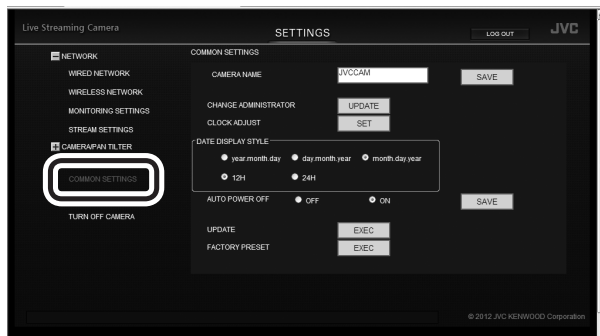 Live Streaming Camera
SETTINGS
LOG OUT
JVC
NETWORK
WIRED NETWORK
WIRELESS NETWORK
MONITORING SETTINGS
STREAM SETTINGS
CAMERA/PAN TILTER
COMMON SETTINGS
TURN OFF CAMERA
COMMON SETTINGS
CAMERA NAME JVCCAM SAVE
CHANGE ADMINISTRATOR UPDATE
CLOCK ADJUST SET
DATE DISPLAY STYLE
year.month.day day.month.year month.day.year
12H 24H
AUTO POWER OFF OFF ON SAVE
UPDATE EXEC
FACTORY PRESET EXEC
© 2012 JVC KENWOOD Corporation